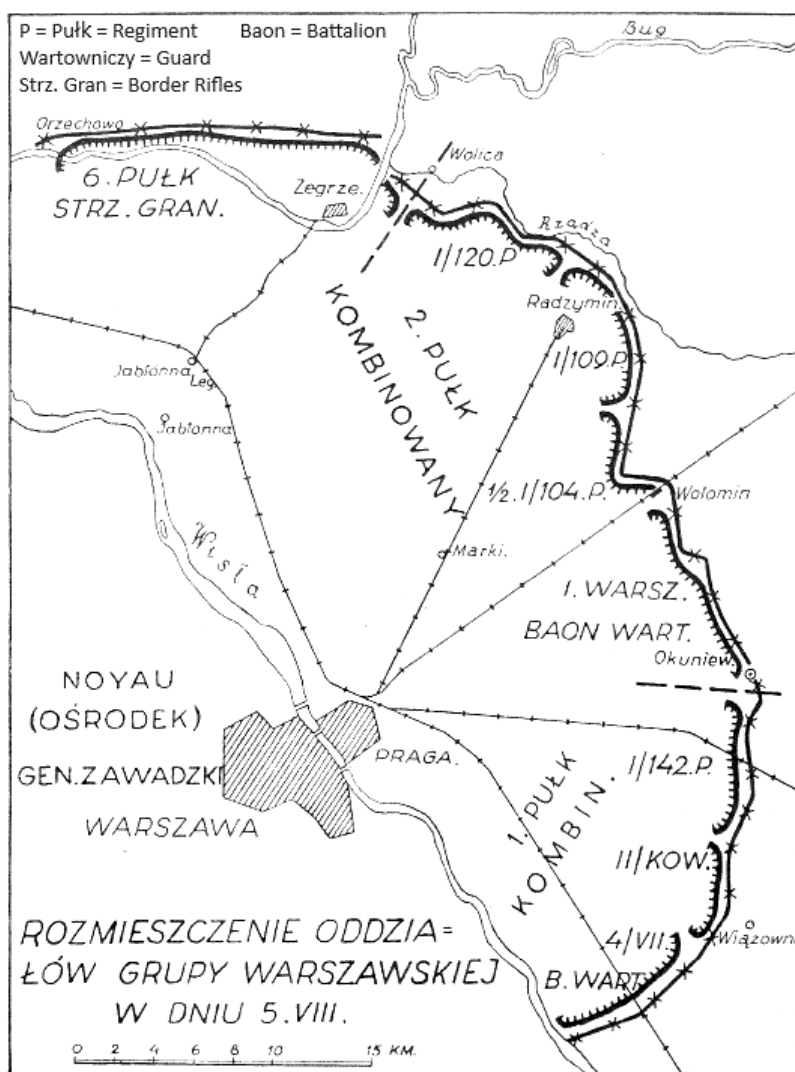 P = Pułk = Regiment Baon = Battalion
Wartowniczy = Guard
Strz. Gran = Border Rifles
Bug
Orzechowo
6. PUŁK
STRZ. GRAN.
Zegrze.
Wolica
Rządza
I/120.P
Radzymin.
2. PUŁK
KOMBINOWANY
I/109.P.
Jabłonna
Leg.
Jabłonna
½. I/104.P.
Wołomin
Wisła
Marki.
I. WARSZ.
BAON WART.
Okuniew.
NOYAU
(OŚRODEK)
GEN. ZAWADZKI
WARSZAWA
PRAGA.
I/142.P.
1. PUŁK
KOMBIN.
II/KOW.
4/VII.
B. WART.
Wiązown
ROZMIESZCZENIE ODDZIA=
ŁÓW GRUPY WARSZAWSKIEJ
W DNIU 5.VIII.
0 2 4 6 8 10 15 KM.